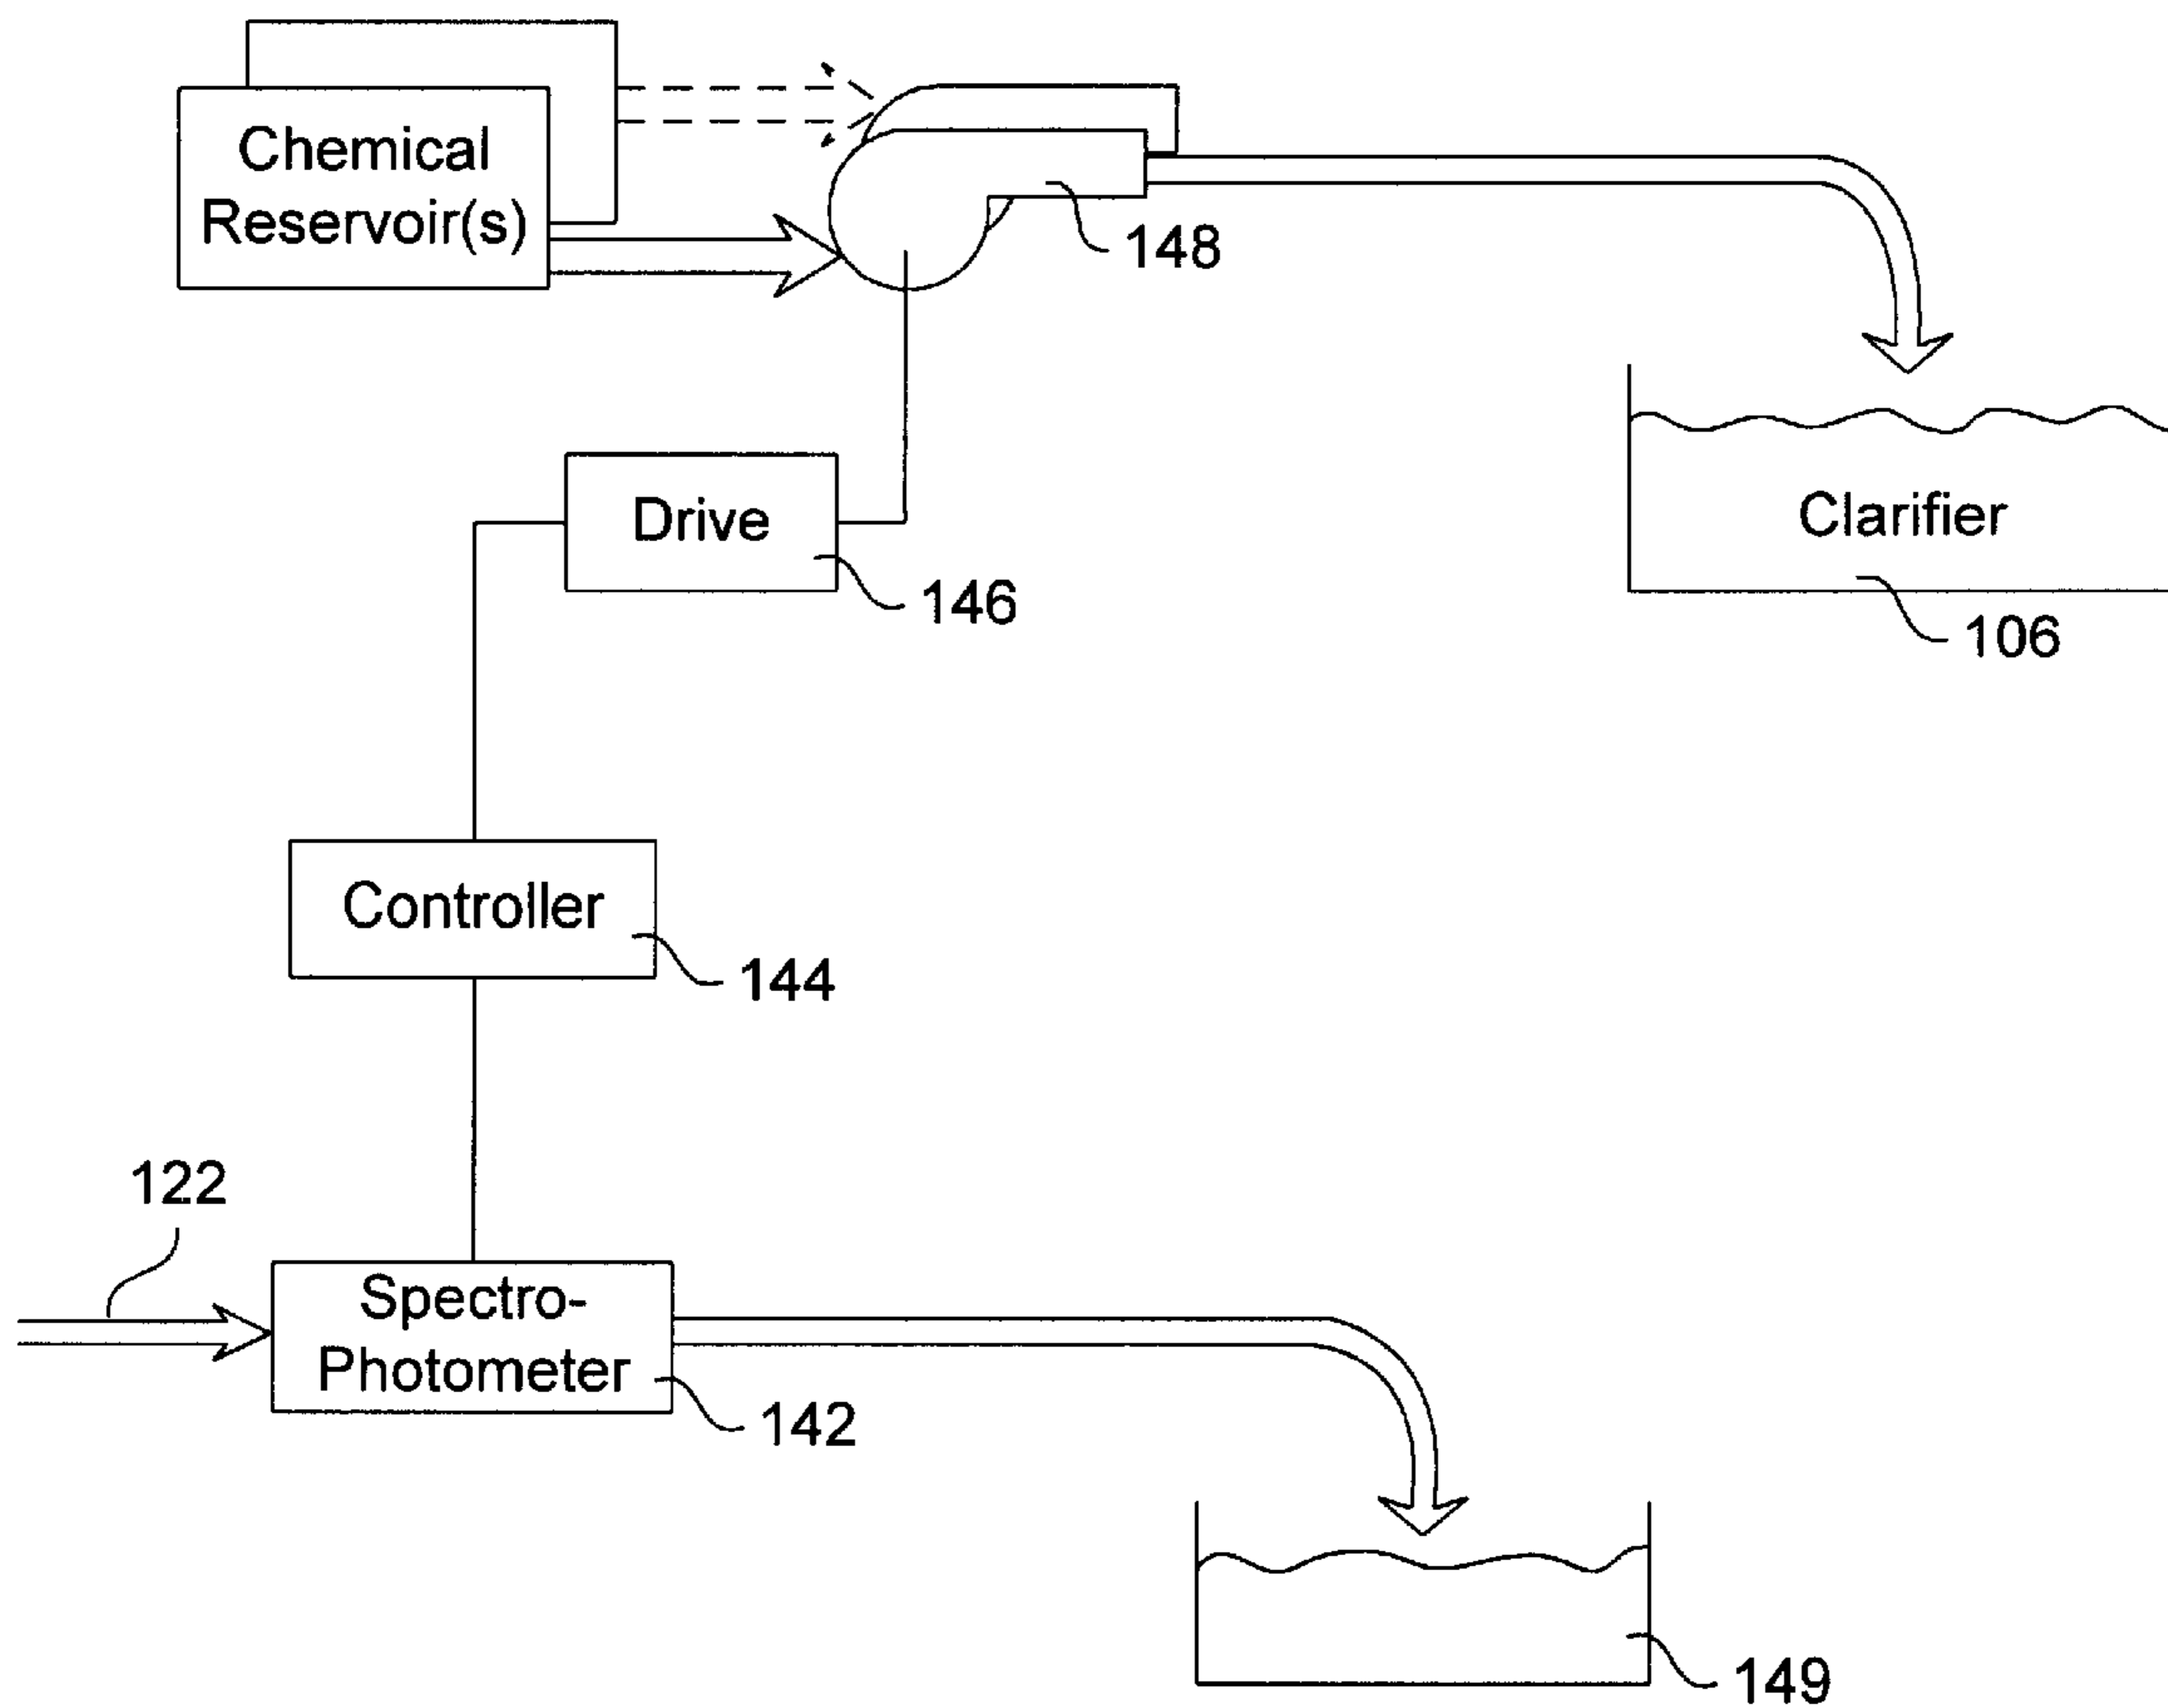 Chemical
Reservoir(s)
148
Drive
146
Clarifier
106
Controller
144
122
Spectro-
Photometer
142
149